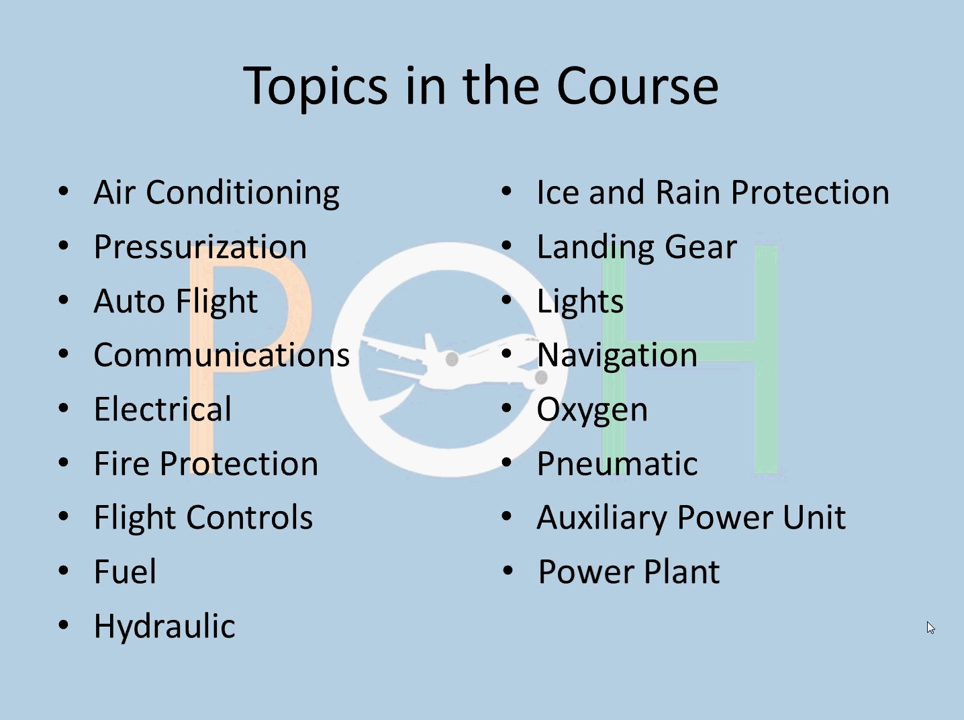 Topics in the Course
• Air Conditioning
• Pressurization
• Auto Flight
• Communications
• Electrical
• Fire Protection
• Flight Controls
• Fuel
• Hydraulic
• Ice and Rain Protection
• Landing Gear
• Lights
• Navigation
• Oxygen
• Pneumatic
• Auxiliary Power Unit
• Power Plant
POH